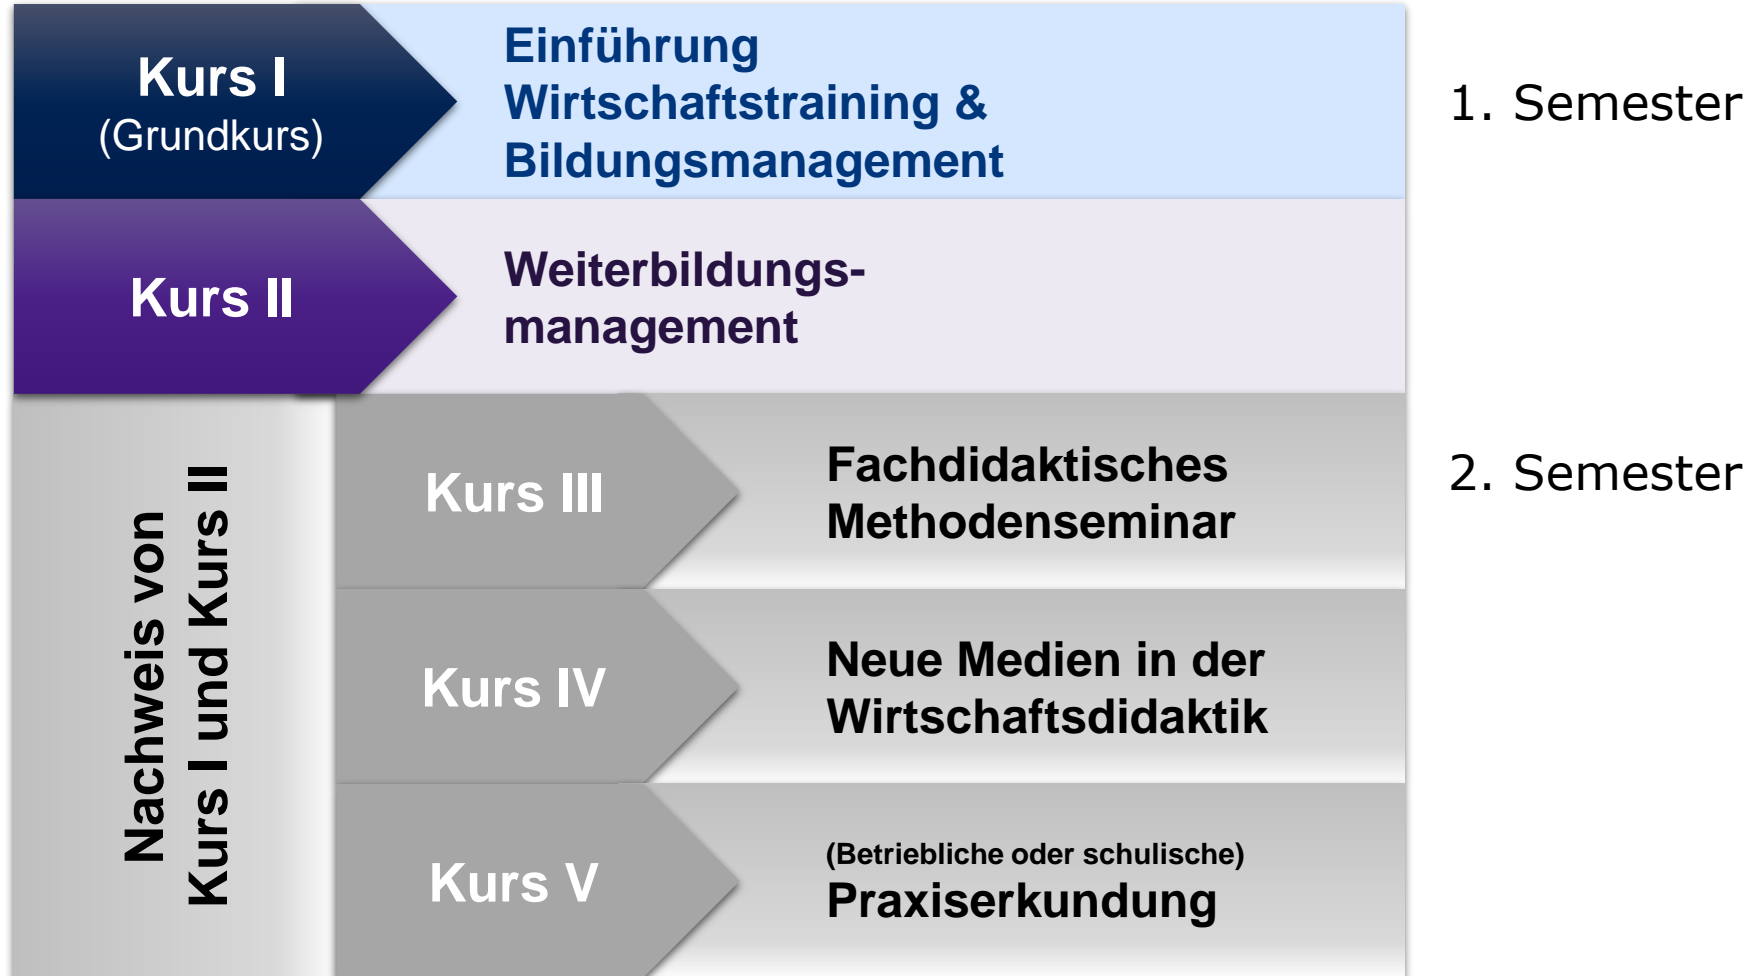 Kurs I
(Grundkurs)
Einführung
Wirtschaftstraining &
Bildungsmanagement
1. Semester
Kurs II
Weiterbildungs-
management
Nachweis von
Kurs I und Kurs II
Kurs III
Fachdidaktisches
Methodenseminar
2. Semester
Kurs IV
Neue Medien in der
Wirtschaftsdidaktik
Kurs V
(Betriebliche oder schulische)
Praxiserkundung